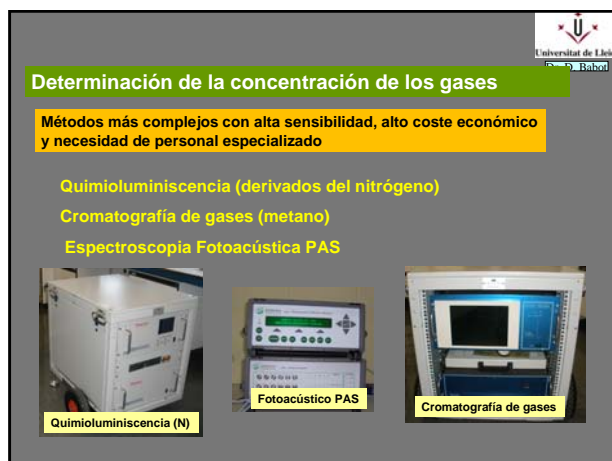 Universitat de Lleid
Dr. D. Babot
Determinación de la concentración de los gases
Métodos más complejos con alta sensibilidad, alto coste económico
y necesidad de personal especializado
Quimioluminiscencia (derivados del nitrógeno)
Cromatografía de gases (metano)
Espectroscopia Fotoacústica PAS
Quimioluminiscencia (N)
Fotoacústico PAS
Cromatografía de gases